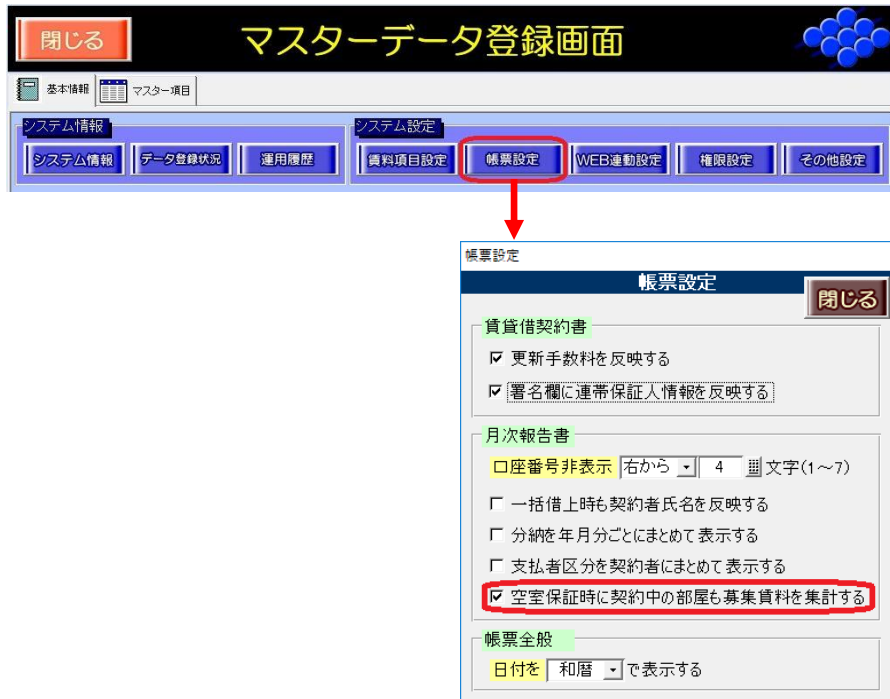 閉じる
マスターデータ登録画面
基本情報
マスター項目
システム情報
システム設定
システム情報
データ登録状況
運用履歴
賃料項目設定
帳票設定
WEB連動設定
権限設定
その他設定
帳票設定
帳票設定
閉じる
賃貸借契約書
更新手数料を反映する
署名欄に連帯保証人情報を反映する
月次報告書
口座番号非表示 右から 4 文字(1～7)
一括借上時も契約者氏名を反映する
分納を年月分ごとにまとめて表示する
支払者区分を契約者にまとめて表示する
空室保証時に契約中の部屋も募集賃料を集計する
帳票全般
日付を 和暦 で表示する